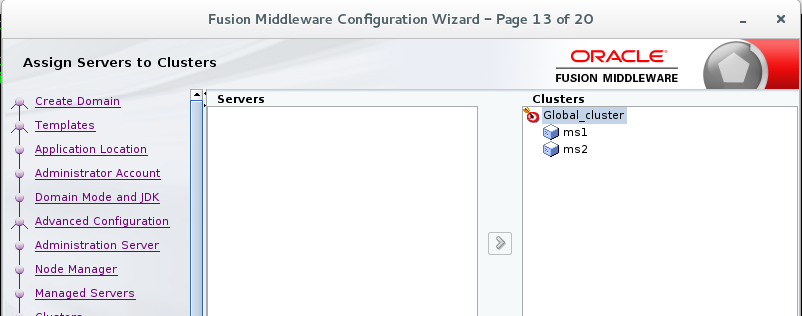 Fusion Middleware Configuration Wizard – Page 13 of 20
Assign Servers to Clusters
ORACLE
FUSION MIDDLEWARE
Create Domain
Templates
Application Location
Administrator Account
Domain Mode and JDK
Advanced Configuration
Administration Server
Node Manager
Managed Servers
Clusters
Servers
Clusters
Global_cluster
ms1
ms2